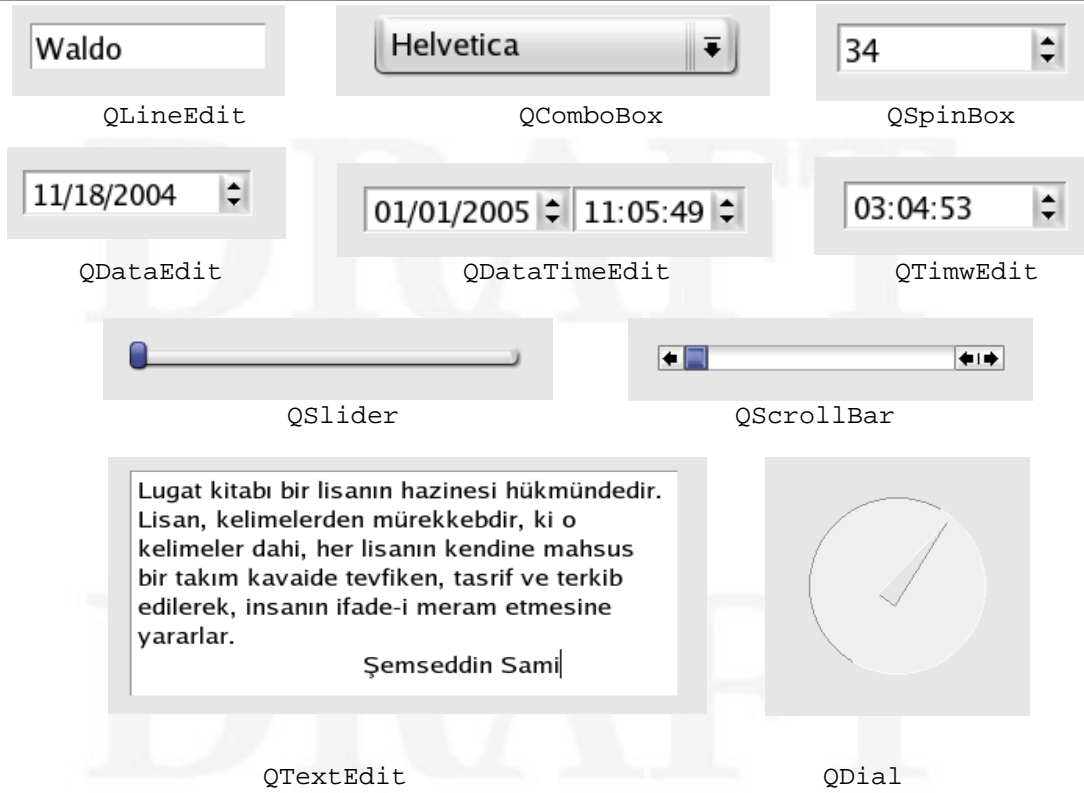 Waldo
Helvetica
34
QLineEdit
QComboBox
QSpinBox
11/18/2004
01/01/2005 11:05:49
03:04:53
QDataEdit
QDataTimeEdit
QTimwEdit
QSlider
QScrollBar
Lugat kitabı bir lisanın hazinesi hükmündedir.
Lisan, kelimelerden mürekkebdir, ki o
kelimeler dahi, her lisanın kendine mahsus
bir takım kavaide tevfiken, tasrif ve terkib
edilerek, insanın ifade-i meram etmesine
yararlar.
Şemseddin Sami
QTextEdit
QDial
DRAFT
DRAFT